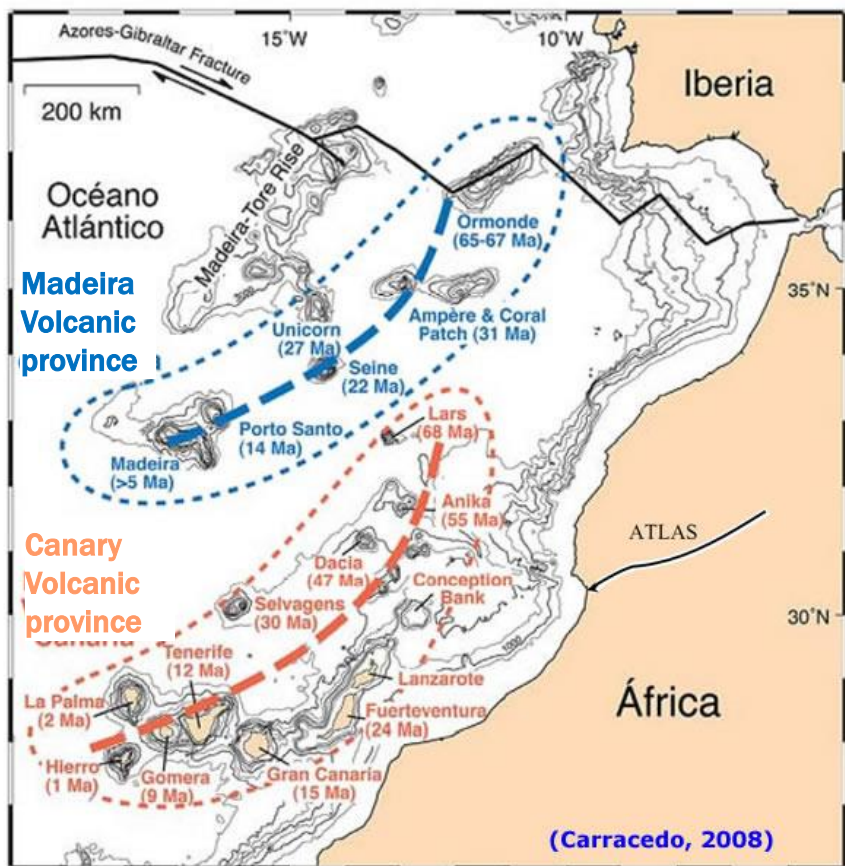 15°W
10°W
Azores-Gibraltar Fracture
Iberia
200 km
Madeira-Tore Rise
Océano
Atlántico
Ormonde
(65-67 Ma)
35°N
Madeira
Volcanic
province
Unicorn
(27 Ma)
Ampère & Coral
Patch (31 Ma)
Seine
(22 Ma)
Lars
(68 Ma)
Porto Santo
(14 Ma)
Madeira
(>5 Ma)
Anika
(55 Ma)
ATLAS
Canary
Volcanic
province
Dacia
(47 Ma)
Conception
Bank
Selvagens
(30 Ma)
30°N
1000
Tenerife
(12 Ma)
La Palma
(2 Ma)
Lanzarote
Fuerteventura
(24 Ma)
África
Hierro
(1 Ma)
Gomera
(9 Ma)
Gran Canaria
(15 Ma)
(Carracedo, 2008)